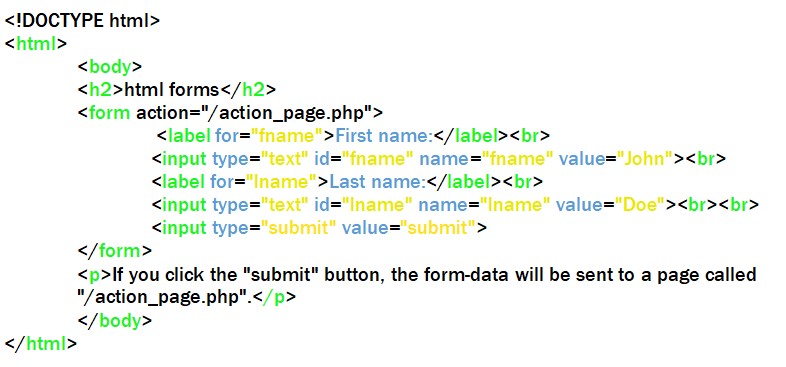 <!DOCTYPE html>
<html>
<body>
<h2>html forms</h2>
<form action="/action_page.php">
<label for="fname">First name:</label><br>
<input type="text" id="fname" name="fname" value="John"><br>
<label for="lname">Last name:</label><br>
<input type="text" id="lname" name="lname" value="Doe"><br><br>
<input type="submit" value="submit">
</form>
<p>If you click the "submit" button, the form-data will be sent to a page called
"/action_page.php".</p>
</body>
</html>